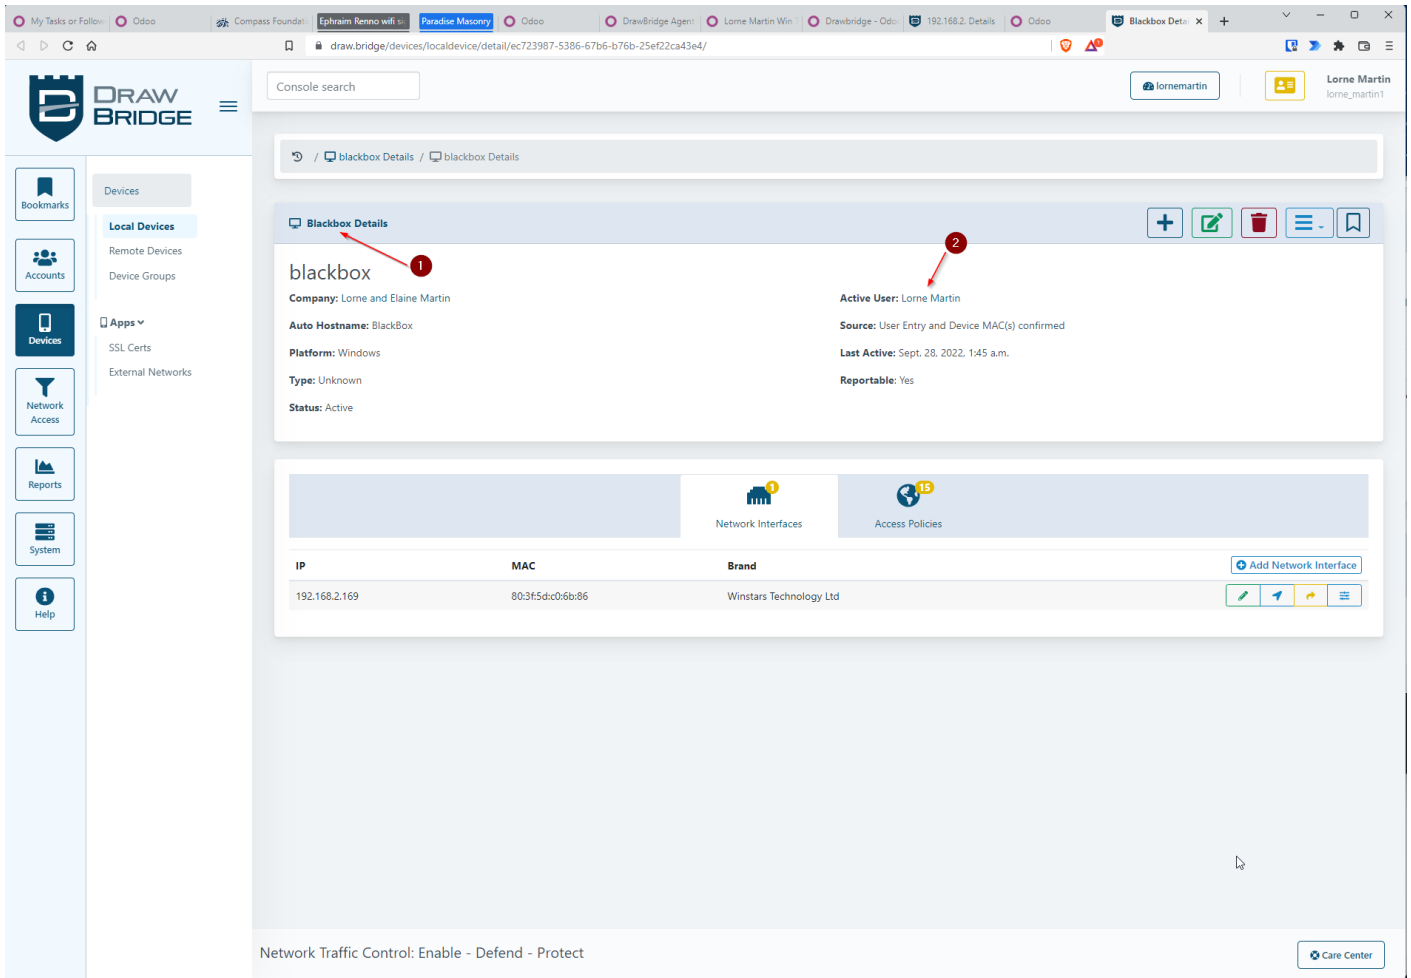 My Tasks or Follow
Odoo
Compass Foundati
Ephraim Renno wifi si
Paradise Masonry
Odoo
DrawBridge Agent
Lorne Martin Win
Drawbridge - Odo
192.168.2. Details
Odoo
Blackbox Detai
draw.bridge/devices/localdevice/detail/ec723987-5386-67b6-b76b-25ef22ca43e4/
DRAW
BRIDGE
Console search
lornemartin
Lorne Martin
lorne_martin1
/ blackbox Details / blackbox Details
Bookmarks
Accounts
Devices
Network
Access
Reports
System
Help
Devices
Local Devices
Remote Devices
Device Groups
Apps
SSL Certs
External Networks
Blackbox Details
1
2
blackbox
Company: Lorne and Elaine Martin
Auto Hostname: BlackBox
Platform: Windows
Type: Unknown
Status: Active
Active User: Lorne Martin
Source: User Entry and Device MAC(s) confirmed
Last Active: Sept. 28, 2022, 1:45 a.m.
Reportable: Yes
1
Network Interfaces
15
Access Policies
IP MAC Brand Add Network Interface
192.168.2.169 80:3f:5d:c0:6b:86 Winstars Technology Ltd
Network Traffic Control: Enable - Defend - Protect
Care Center